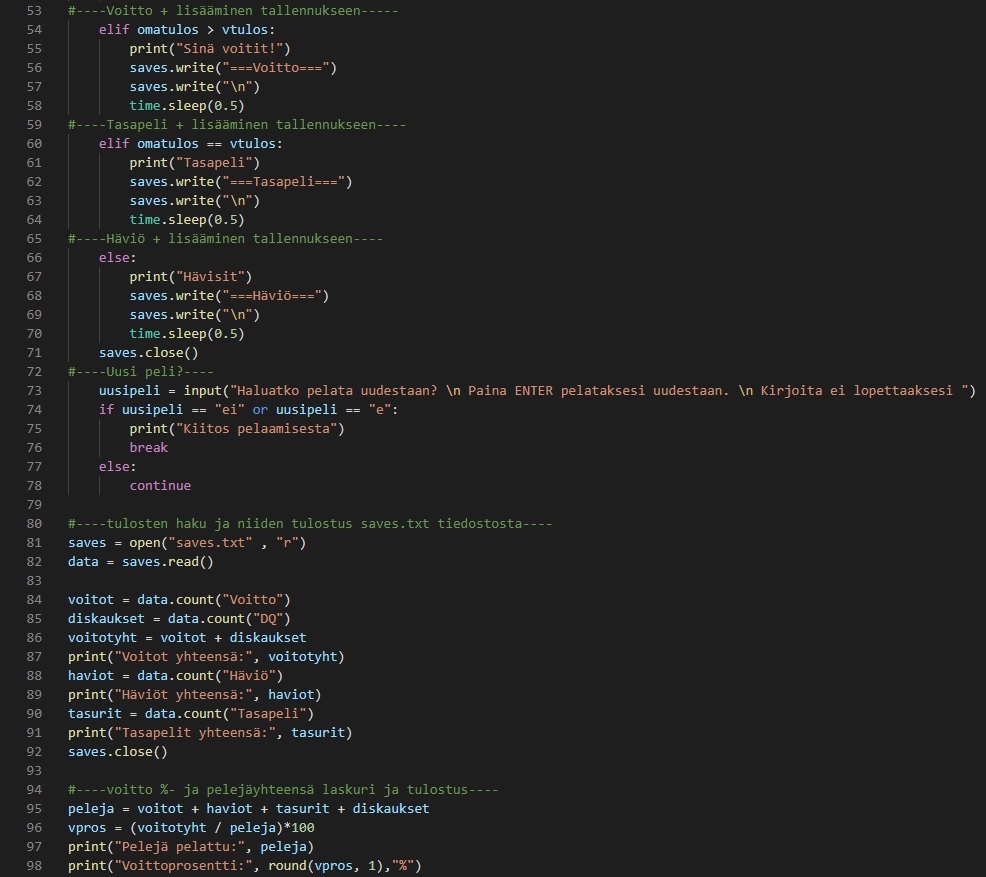 53 #----Voitto + lisääminen tallennukseen-----
54 elif omatulos > vtulos:
55 print("Sinä voitit!")
56 saves.write("===Voitto===")
57 saves.write("\n")
58 time.sleep(0.5)
59 #----Tasapeli + lisääminen tallennukseen----
60 elif omatulos == vtulos:
61 print("Tasapeli")
62 saves.write("===Tasapeli===")
63 saves.write("\n")
64 time.sleep(0.5)
65 #----Häviö + lisääminen tallennukseen----
66 else:
67 print("Hävisit")
68 saves.write("===Häviö===")
69 saves.write("\n")
70 time.sleep(0.5)
71 saves.close()
72 #----Uusi peli?----
73 uusipeli = input("Haluatko pelata uudestaan? \n Paina ENTER pelataksesi uudestaan. \n Kirjoita ei lopettaaksesi ")
74 if uusipeli == "ei" or uusipeli == "e":
75 print("Kiitos pelaamisesta")
76 break
77 else:
78 continue
79
80 #----tulosten haku ja niiden tulostus saves.txt tiedostosta----
81 saves = open("saves.txt" , "r")
82 data = saves.read()
83
84 voitot = data.count("Voitto")
85 diskaukset = data.count("DQ")
86 voitotyht = voitot + diskaukset
87 print("Voitot yhteensä:", voitotyht)
88 haviot = data.count("Häviö")
89 print("Häviöt yhteensä:", haviot)
90 tasurit = data.count("Tasapeli")
91 print("Tasapelit yhteensä:", tasurit)
92 saves.close()
93
94 #----voitto %- ja pelejäyhteensä laskuri ja tulostus----
95 peleja = voitot + haviot + tasurit + diskaukset
96 vpros = (voitotyht / peleja)*100
97 print("Pelejä pelattu:", peleja)
98 print("Voittoprosentti:", round(vpros, 1),"%")